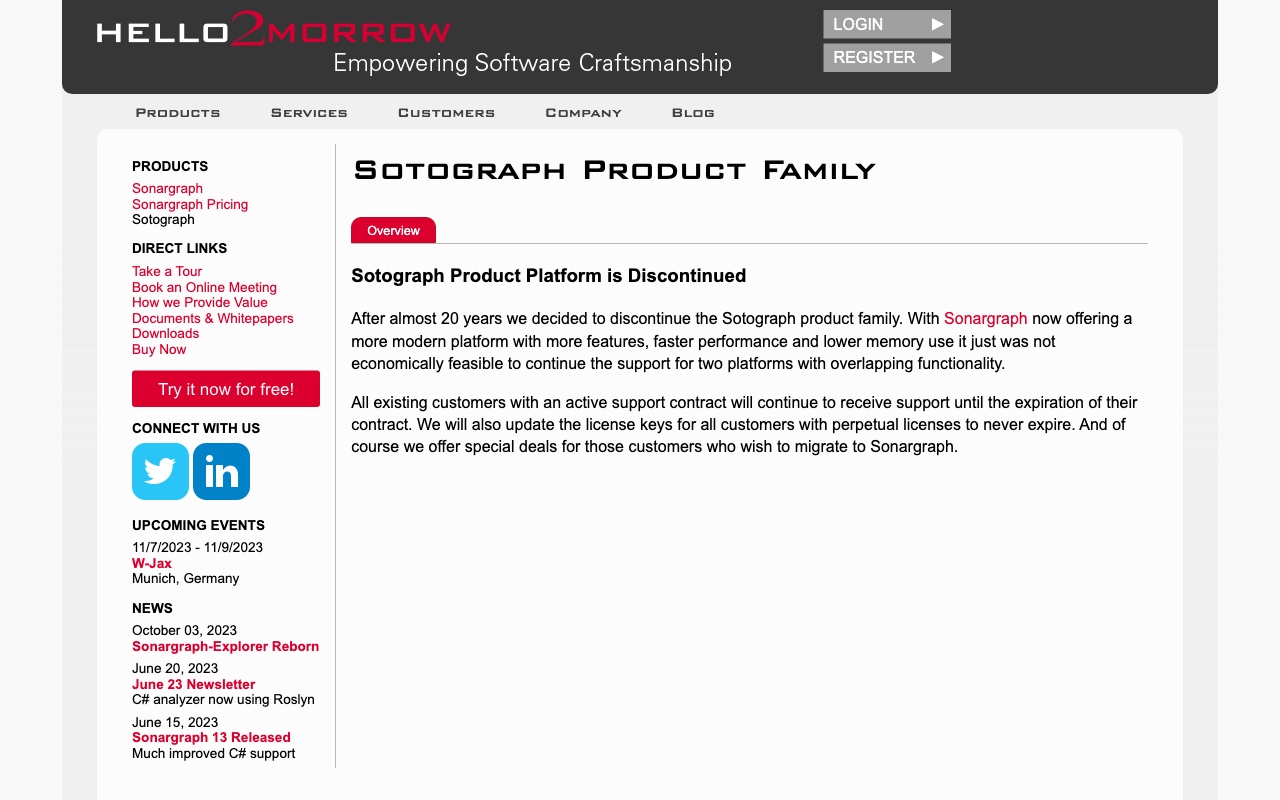 HELLO2MORROW
Empowering Software Craftsmanship
LOGIN
REGISTER
PRODUCTS SERVICES CUSTOMERS COMPANY BLOG
PRODUCTS
Sonargraph
Sonargraph Pricing
Sotograph
DIRECT LINKS
Take a Tour
Book an Online Meeting
How we Provide Value
Documents & Whitepapers
Downloads
Buy Now
Try it now for free!
CONNECT WITH US
in
UPCOMING EVENTS
11/7/2023 - 11/9/2023
W-Jax
Munich, Germany
NEWS
October 03, 2023
Sonargraph-Explorer Reborn
June 20, 2023
June 23 Newsletter
C# analyzer now using Roslyn
June 15, 2023
Sonargraph 13 Released
Much improved C# support
SOTOGRAPH PRODUCT FAMILY
Overview
Sotograph Product Platform is Discontinued
After almost 20 years we decided to discontinue the Sotograph product family. With Sonargraph now offering a
more modern platform with more features, faster performance and lower memory use it just was not
economically feasible to continue the support for two platforms with overlapping functionality.
All existing customers with an active support contract will continue to receive support until the expiration of their
contract. We will also update the license keys for all customers with perpetual licenses to never expire. And of
course we offer special deals for those customers who wish to migrate to Sonargraph.